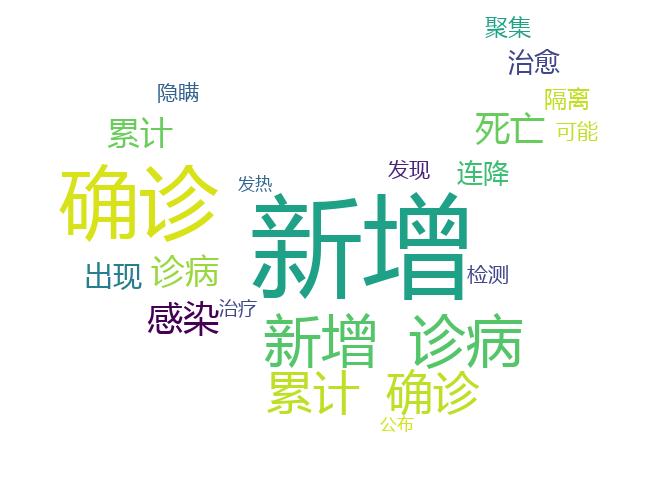 聚集
治愈
隐瞒
隔离
累计
死亡
可能
确诊
发现
连降
发热
新增
出现
诊病
检测
感染
治疗
新增 诊病
累计 确诊
公布